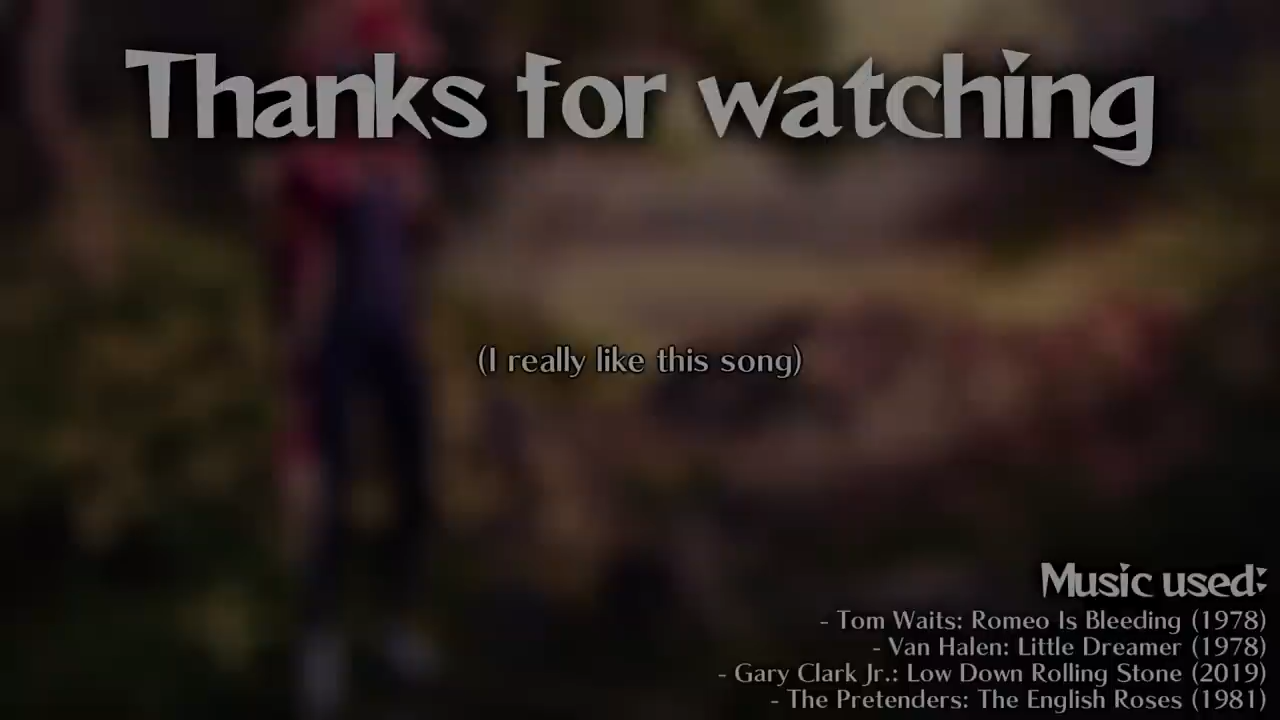 Thanks for watching
(I really like this song)
Music used:
- Tom Waits: Romeo Is Bleeding (1978)
- Van Halen: Little Dreamer (1978)
- Gary Clark Jr.: Low Down Rolling Stone (2019)
- The Pretenders: The English Roses (1981)